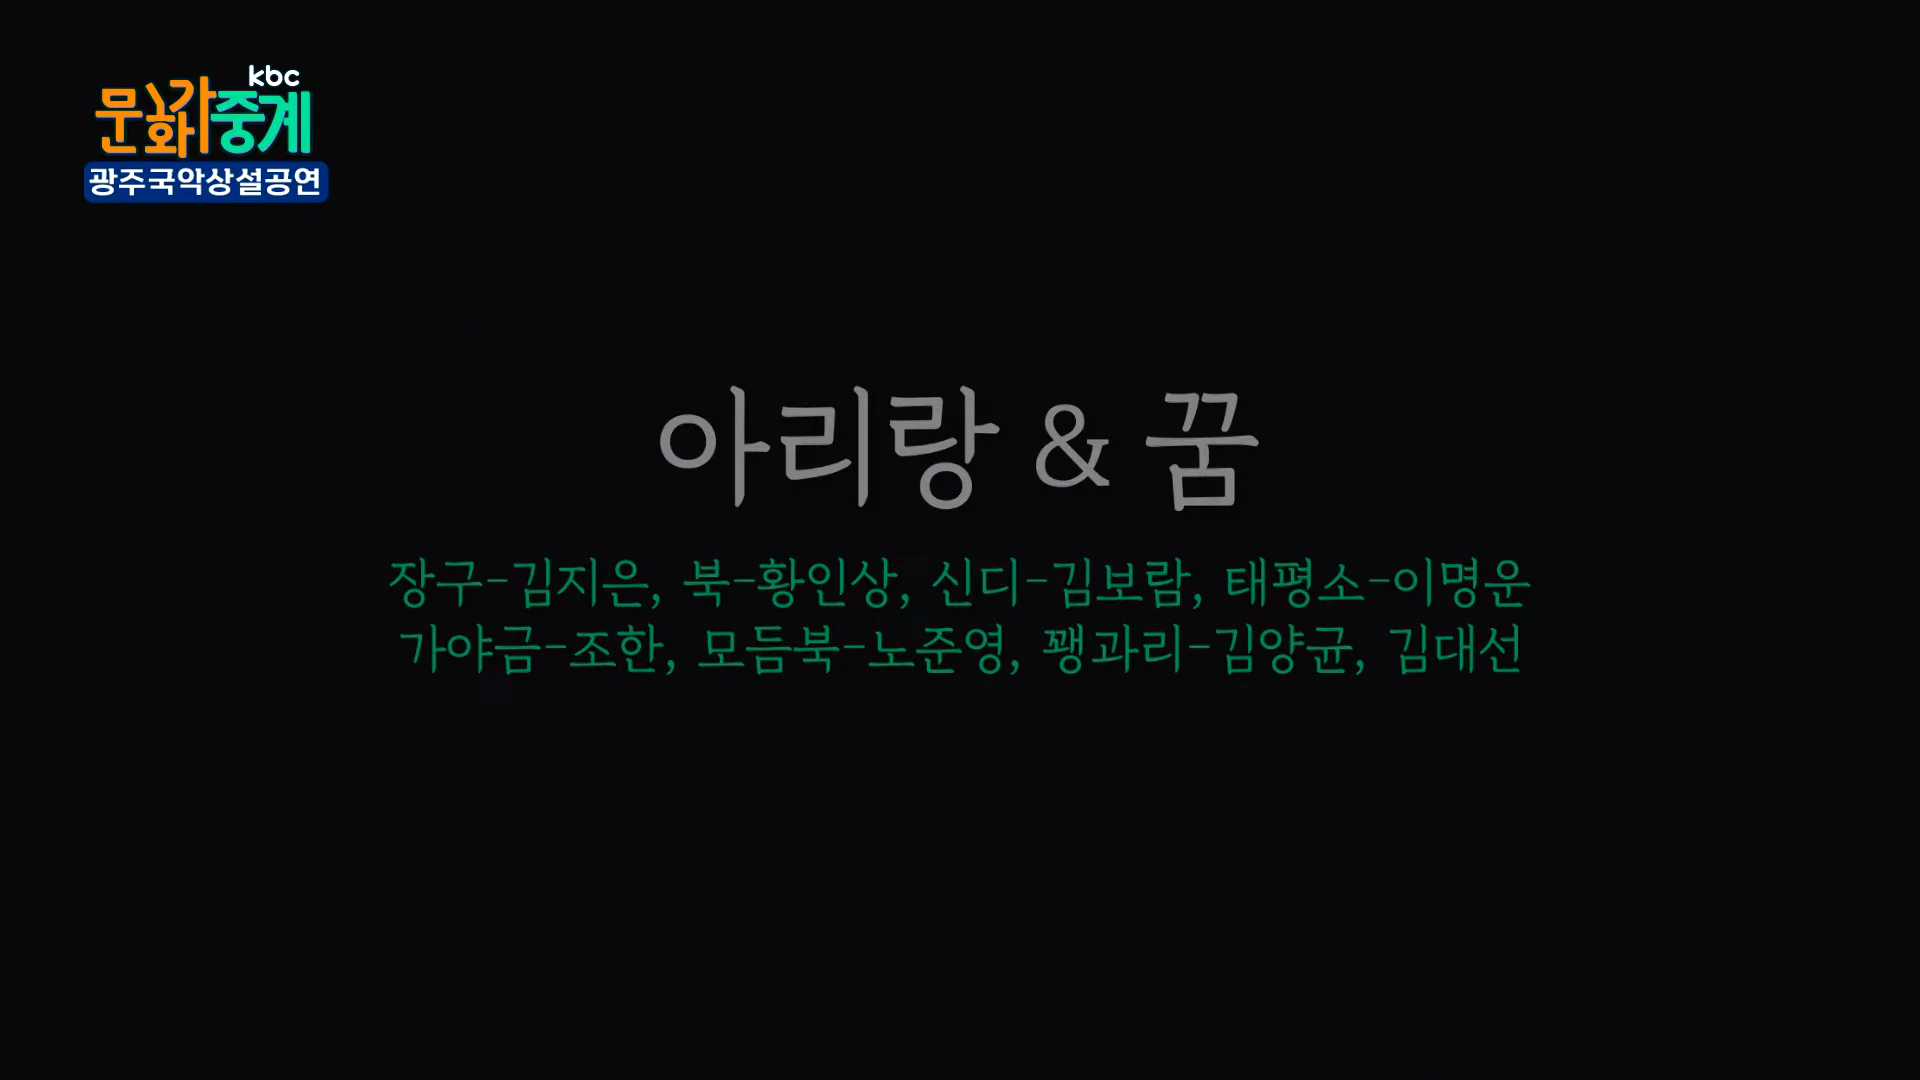 kbc
문화가중계
광주국악상설공연
아리랑 & 꿈
장구-김지은, 북-황인상, 신디-김보람, 태평소-이명운
가야금-조한, 모듬북-노준영, 꽹과리-김양균, 김대선